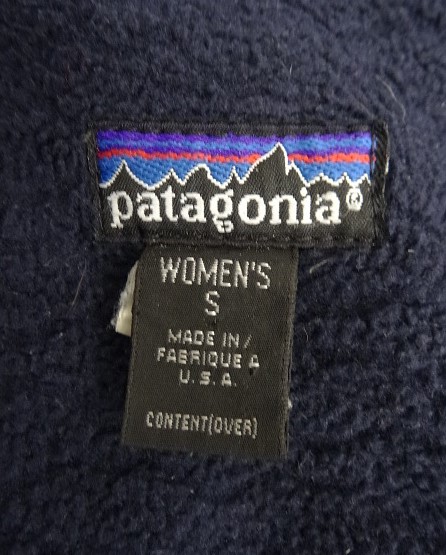 patagonia®
WOMEN'S
S
MADE IN/
FABRIQUE A
U.S.A.
CONTENT(OVER)